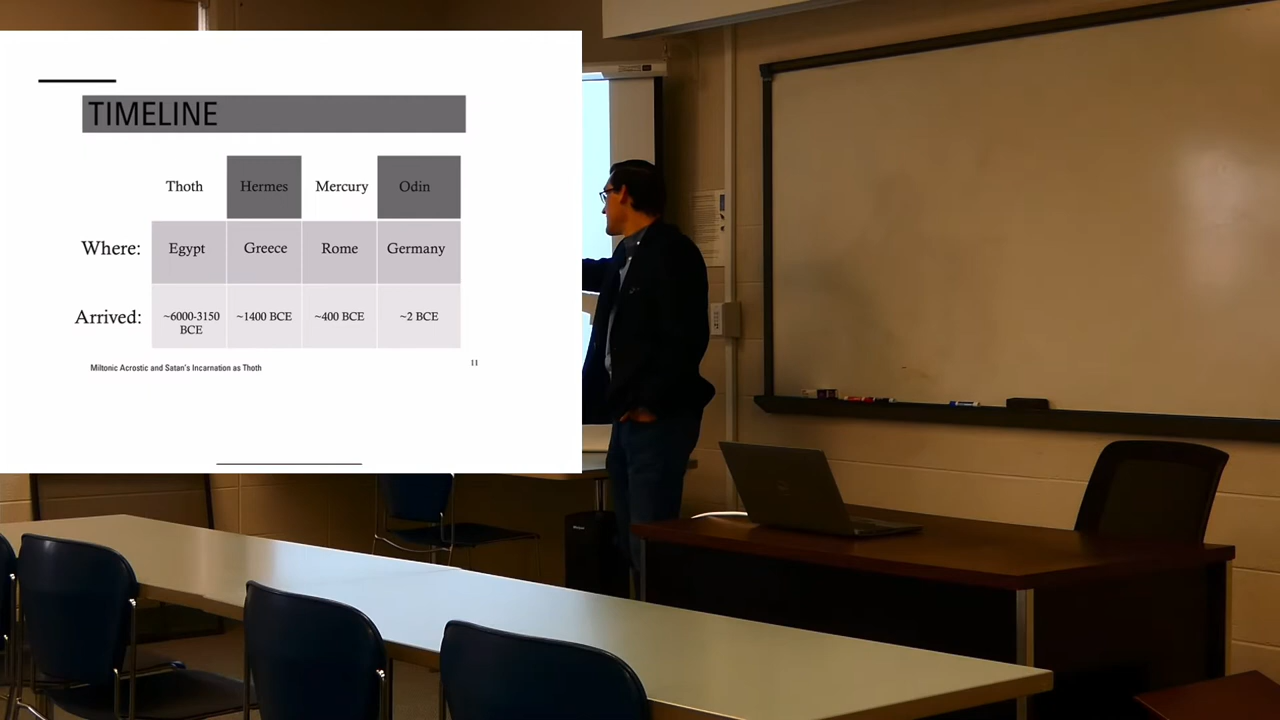 TIMELINE
Thoth Hermes Mercury Odin
Where: Egypt Greece Rome Germany
Arrived: ~6000-3150 BCE ~1400 BCE ~400 BCE ~2 BCE
Miltonic Acrostic and Satan's Incarnation as Thoth 11